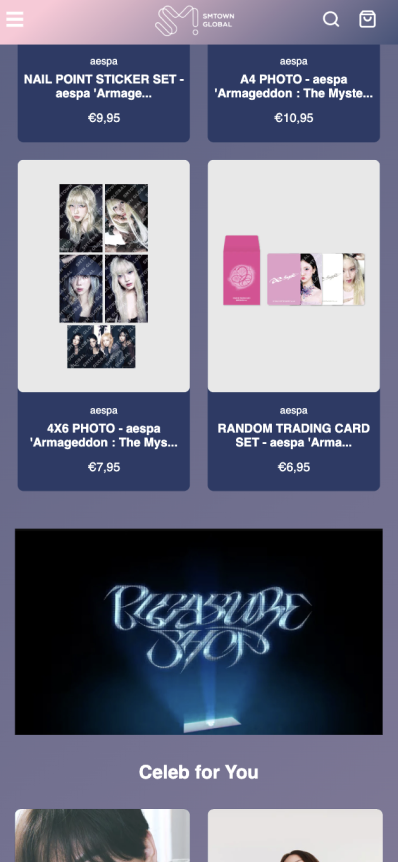 SMTOWN
GLOBAL
aespa
NAIL POINT STICKER SET -
aespa 'Armage...
€9,95
aespa
A4 PHOTO - aespa
'Armageddon : The Myste...
€10,95
aespa
4X6 PHOTO - aespa
'Armageddon : The Mys...
€7,95
aespa
RANDOM TRADING CARD
SET - aespa 'Arma...
€6,95
PLEASURE
SHOP
Celeb for You